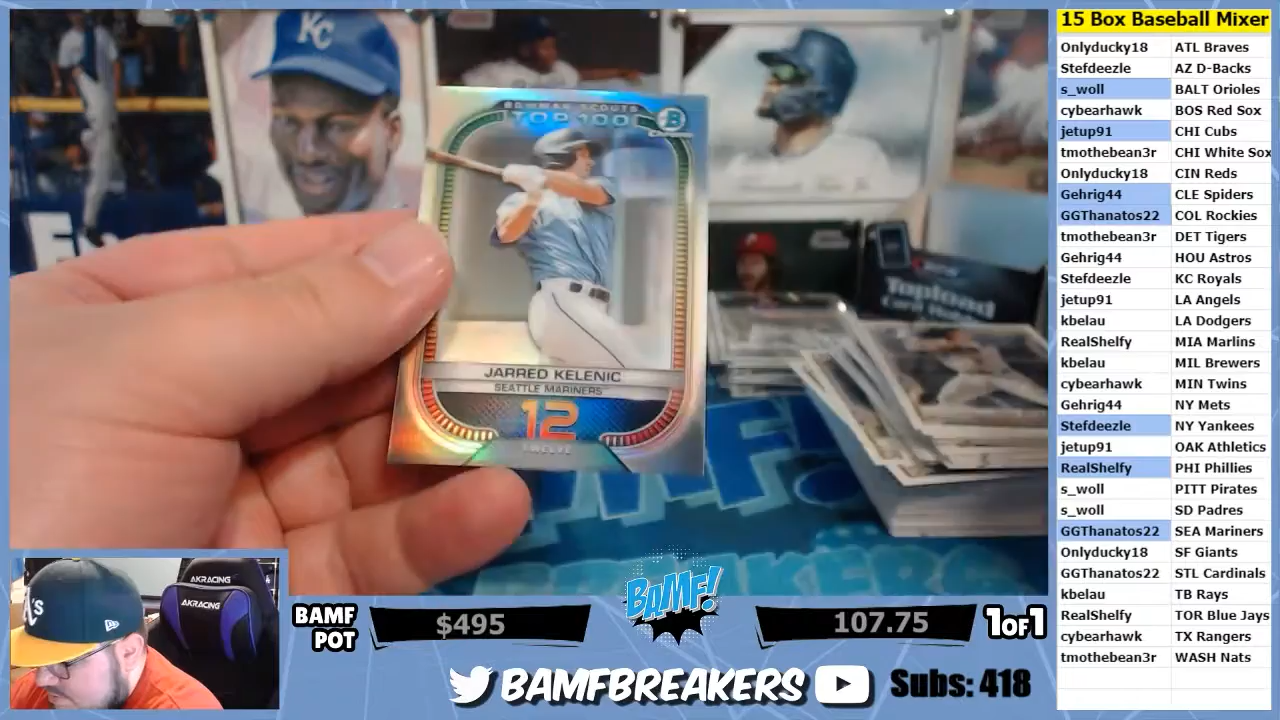 KC
BOWMAN SCOUTS
TOP 100
B
JARRED KELENIC
SEATTLE MARINERS
12
TWELVE
Topload
AKRACING
AKRACING
A's
BAMF POT
$495
BAMF!
107.75
1OF1
BAMFBREAKERS
Subs: 418
15 Box Baseball Mixer
Onlyducky18 ATL Braves
Stefdeezle AZ D-Backs
s_woll BALT Orioles
cybearhawk BOS Red Sox
jetup91 CHI Cubs
tmothebean3r CHI White Sox
Onlyducky18 CIN Reds
Gehrig44 CLE Spiders
GGThanatos22 COL Rockies
tmothebean3r DET Tigers
Gehrig44 HOU Astros
Stefdeezle KC Royals
jetup91 LA Angels
kbelau LA Dodgers
RealShelfy MIA Marlins
kbelau MIL Brewers
cybearhawk MIN Twins
Gehrig44 NY Mets
Stefdeezle NY Yankees
jetup91 OAK Athletics
RealShelfy PHI Phillies
s_woll PITT Pirates
s_woll SD Padres
GGThanatos22 SEA Mariners
Onlyducky18 SF Giants
GGThanatos22 STL Cardinals
kbelau TB Rays
RealShelfy TOR Blue Jays
cybearhawk TX Rangers
tmothebean3r WASH Nats